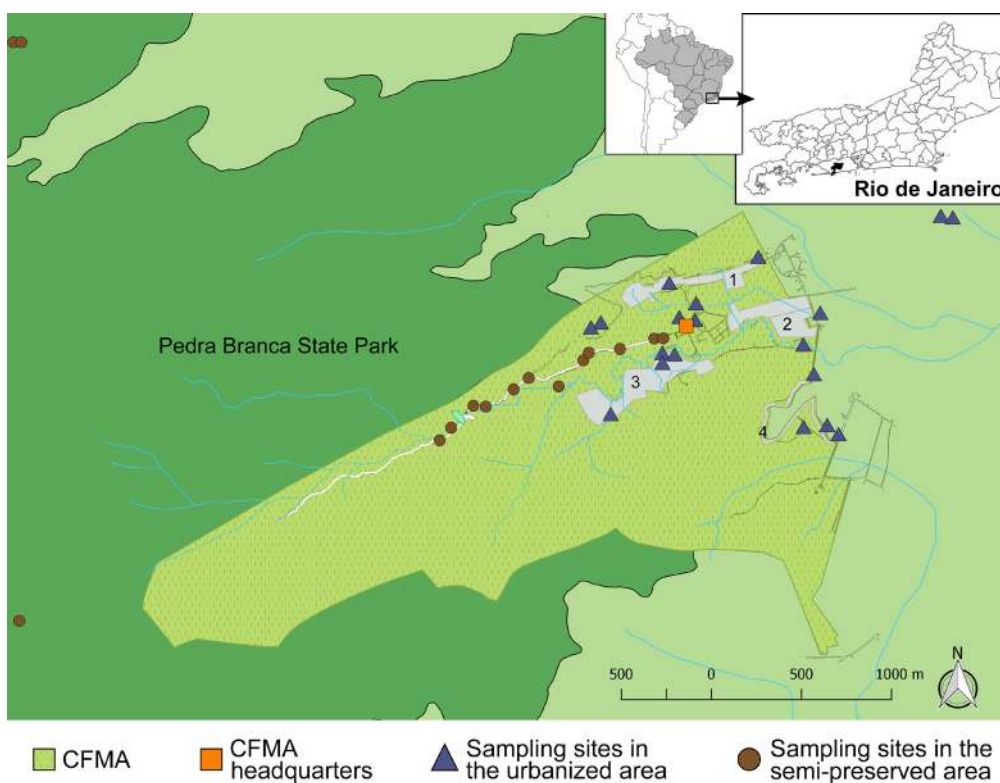 Rio de Janeiro
1
2
Pedra Branca State Park
3
4
N
500 0 500 1000 m
CFMA
CFMA
headquarters
Sampling sites in
the urbanized area
Sampling sites in the
semi-preserved area